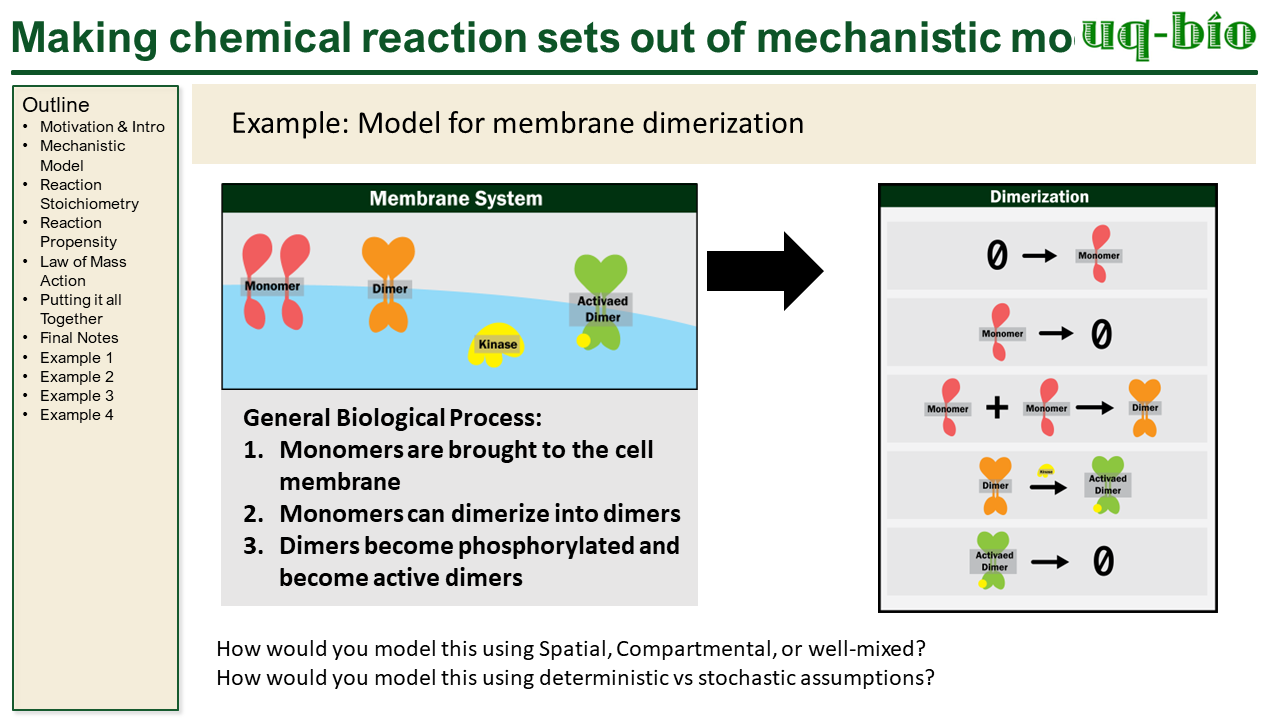 Making chemical reaction sets out of mechanistic mo
uq-bio
Outline
• Motivation & Intro
• Mechanistic
Model
• Reaction
Stoichiometry
• Reaction
Propensity
• Law of Mass
Action
• Putting it all
Together
• Final Notes
• Example 1
• Example 2
• Example 3
• Example 4
Example: Model for membrane dimerization
Membrane System
Monomer
Dimer
Kinase
Activaed
Dimer
General Biological Process:
1. Monomers are brought to the cell
membrane
2. Monomers can dimerize into dimers
3. Dimers become phosphorylated and
become active dimers
Dimerization
0 → Monomer
Monomer → 0
Monomer + Monomer → Dimer
Kinase
Dimer → Activaed
Dimer
Activaed
Dimer → 0
How would you model this using Spatial, Compartmental, or well-mixed?
How would you model this using deterministic vs stochastic assumptions?